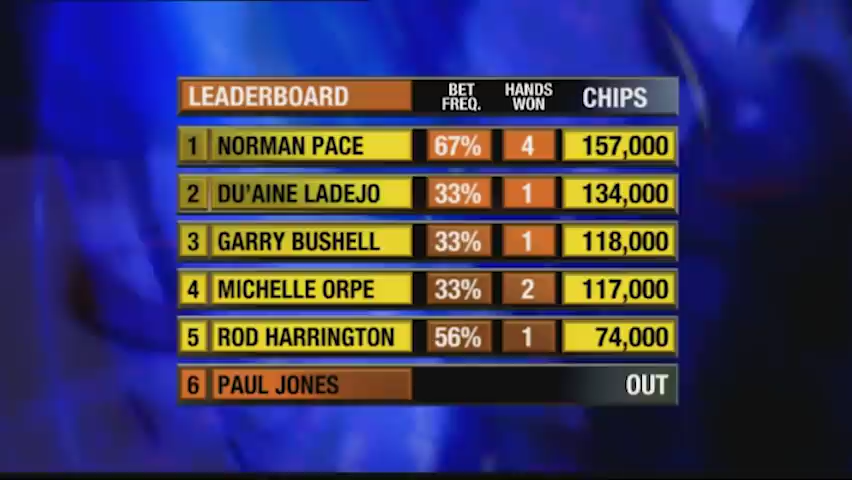 LEADERBOARD BET FREQ. HANDS WON CHIPS
1 NORMAN PACE 67% 4 157,000
2 DU'AINE LADEJO 33% 1 134,000
3 GARRY BUSHELL 33% 1 118,000
4 MICHELLE ORPE 33% 2 117,000
5 ROD HARRINGTON 56% 1 74,000
6 PAUL JONES OUT